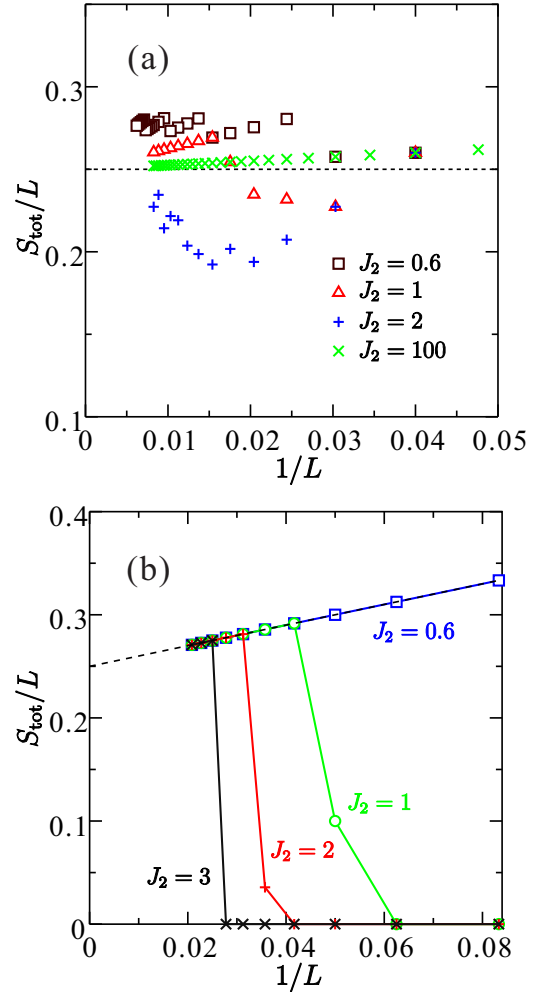 (a)
0.3
0.2
0.1
S_tot/L
J_2 = 0.6
J_2 = 1
J_2 = 2
J_2 = 100
0 0.01 0.02 0.03 0.04 0.05
1/L
(b)
0.4
0.3
0.2
0.1
0
S_tot/L
J_2 = 0.6
J_2 = 1
J_2 = 2
J_2 = 3
0 0.02 0.04 0.06 0.08
1/L